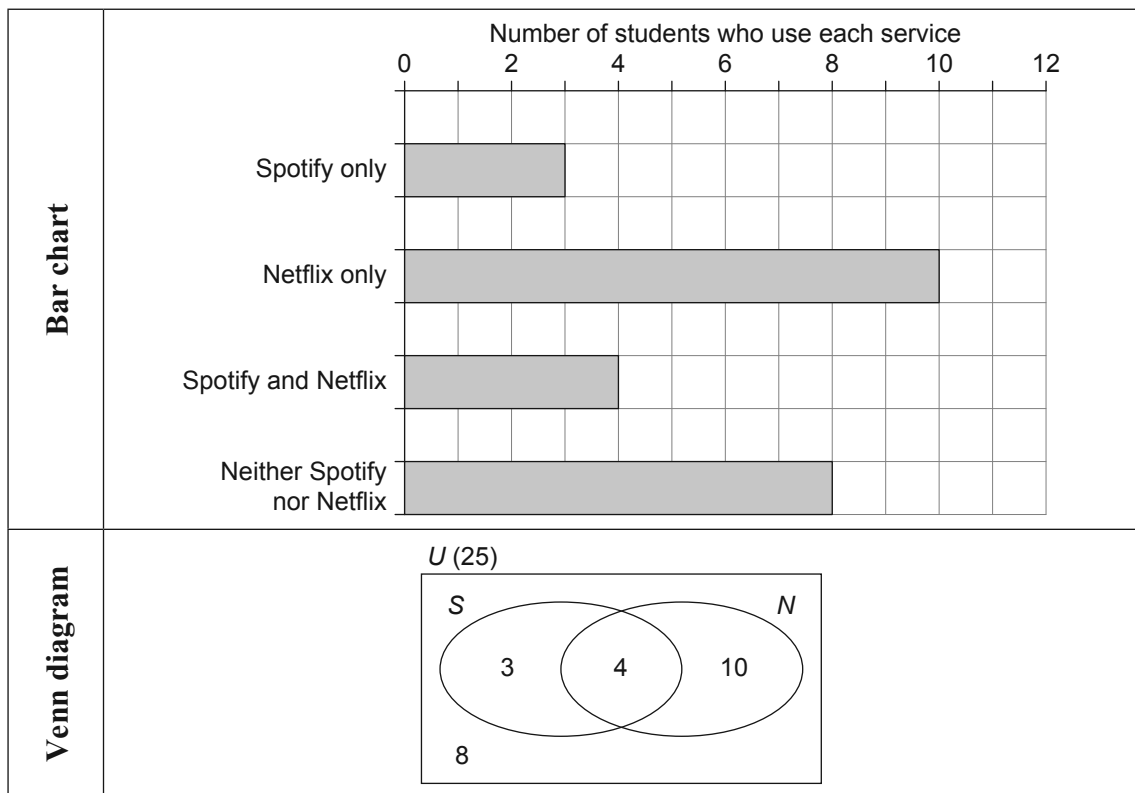 Bar chart
Number of students who use each service
0 2 4 6 8 10 12
Spotify only
Netflix only
Spotify and Netflix
Neither Spotify
nor Netflix
Venn diagram
U (25)
S N
3 4 10
8